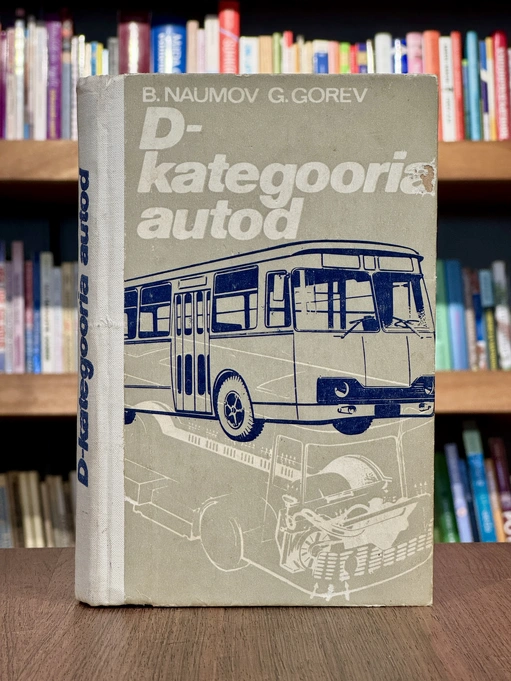 B. NAUMOV G. GOREV
D-
kategooria
autod
D-kategooria autod